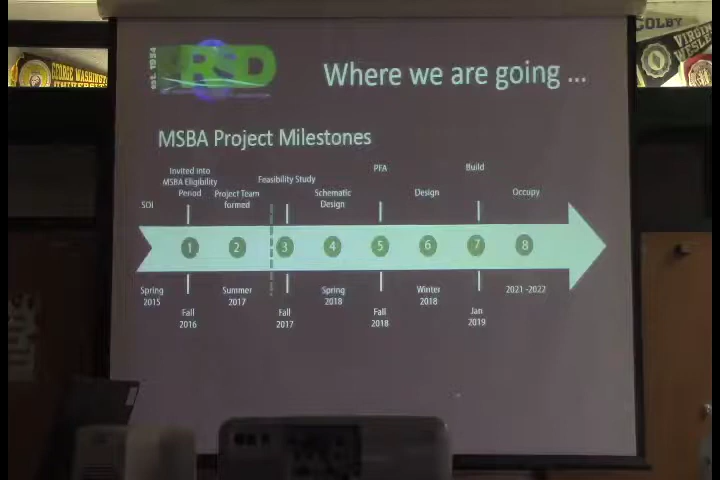 COLBY
GEORGE WASHINGTON
UNIVERSITY
VIRGINIA
WESLE
est. 1954
RSD
Where we are going ...
MSBA Project Milestones
Invited into
MSBA Eligibility
Period
Feasibility Study
PFA
Build
SOI
Project Team
formed
Schematic
Design
Design
Occupy
1 2 3 4 5 6 7 8
Spring
2015
Summer
2017
Spring
2018
Winter
2018
2021 -2022
Fall
2016
Fall
2017
Fall
2018
Jan
2019